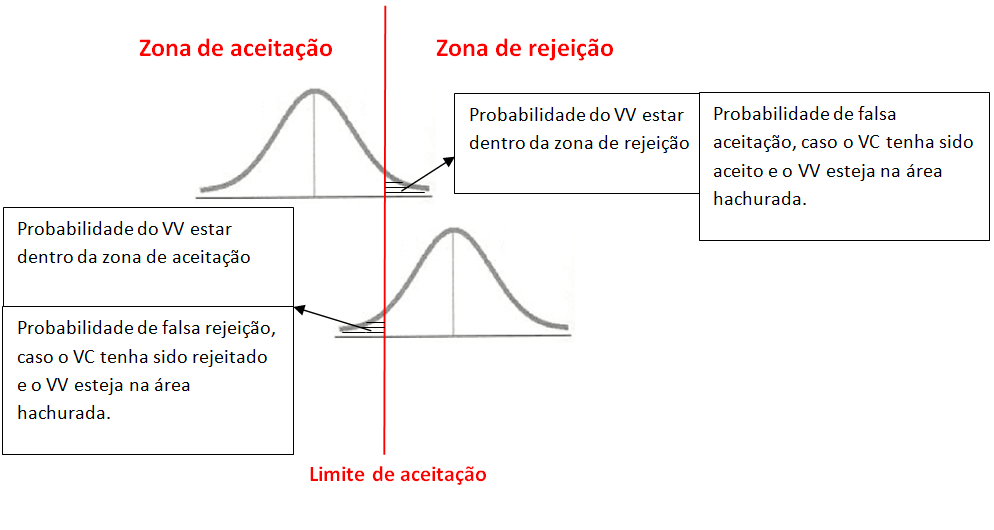 Zona de aceitação
Zona de rejeição
Probabilidade do VV estar
dentro da zona de rejeição
Probabilidade de falsa
aceitação, caso o VC tenha sido
aceito e o VV esteja na área
hachurada.
Probabilidade do VV estar
dentro da zona de aceitação
Probabilidade de falsa rejeição,
caso o VC tenha sido rejeitado
e o VV esteja na área
hachurada.
Limite de aceitação